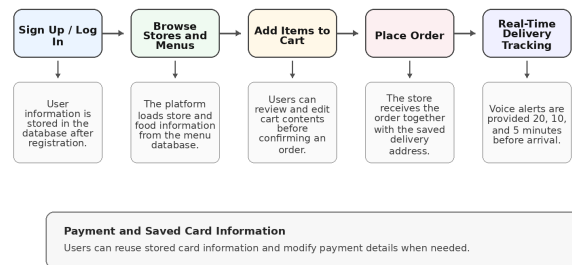 Sign Up / Log
In
Browse
Stores and
Menus
Add Items to
Cart
Place Order
Real-Time
Delivery
Tracking
User
information is
stored in the
database after
registration.
The platform
loads store and
food information
from the menu
database.
Users can
review and edit
cart contents
before
confirming an
order.
The store
receives the
order together
with the saved
delivery
address.
Voice alerts are
provided 20, 10,
and 5 minutes
before arrival.
Payment and Saved Card Information
Users can reuse stored card information and modify payment details when needed.